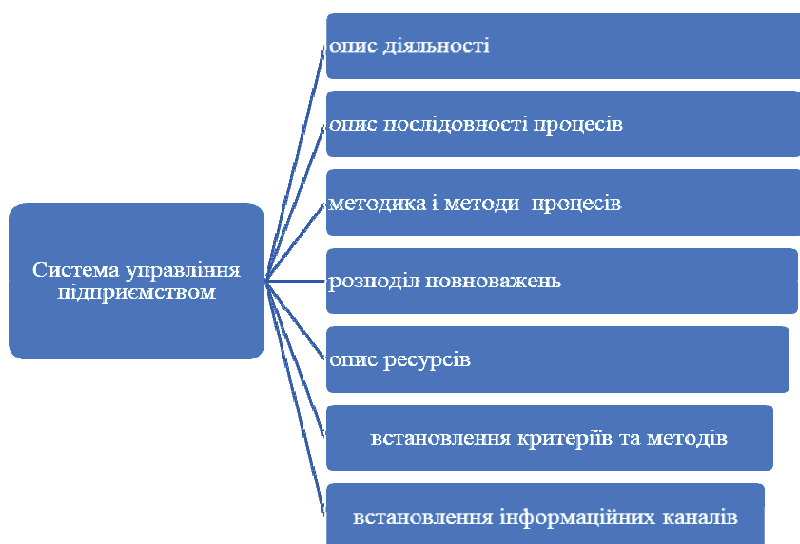 опис діяльності
опис послідовності процесів
методика і методи процесів
Система управління
підприємством
розподіл повноважень
опис ресурсів
встановлення критеріїв та методів
встановлення інформаційних каналів